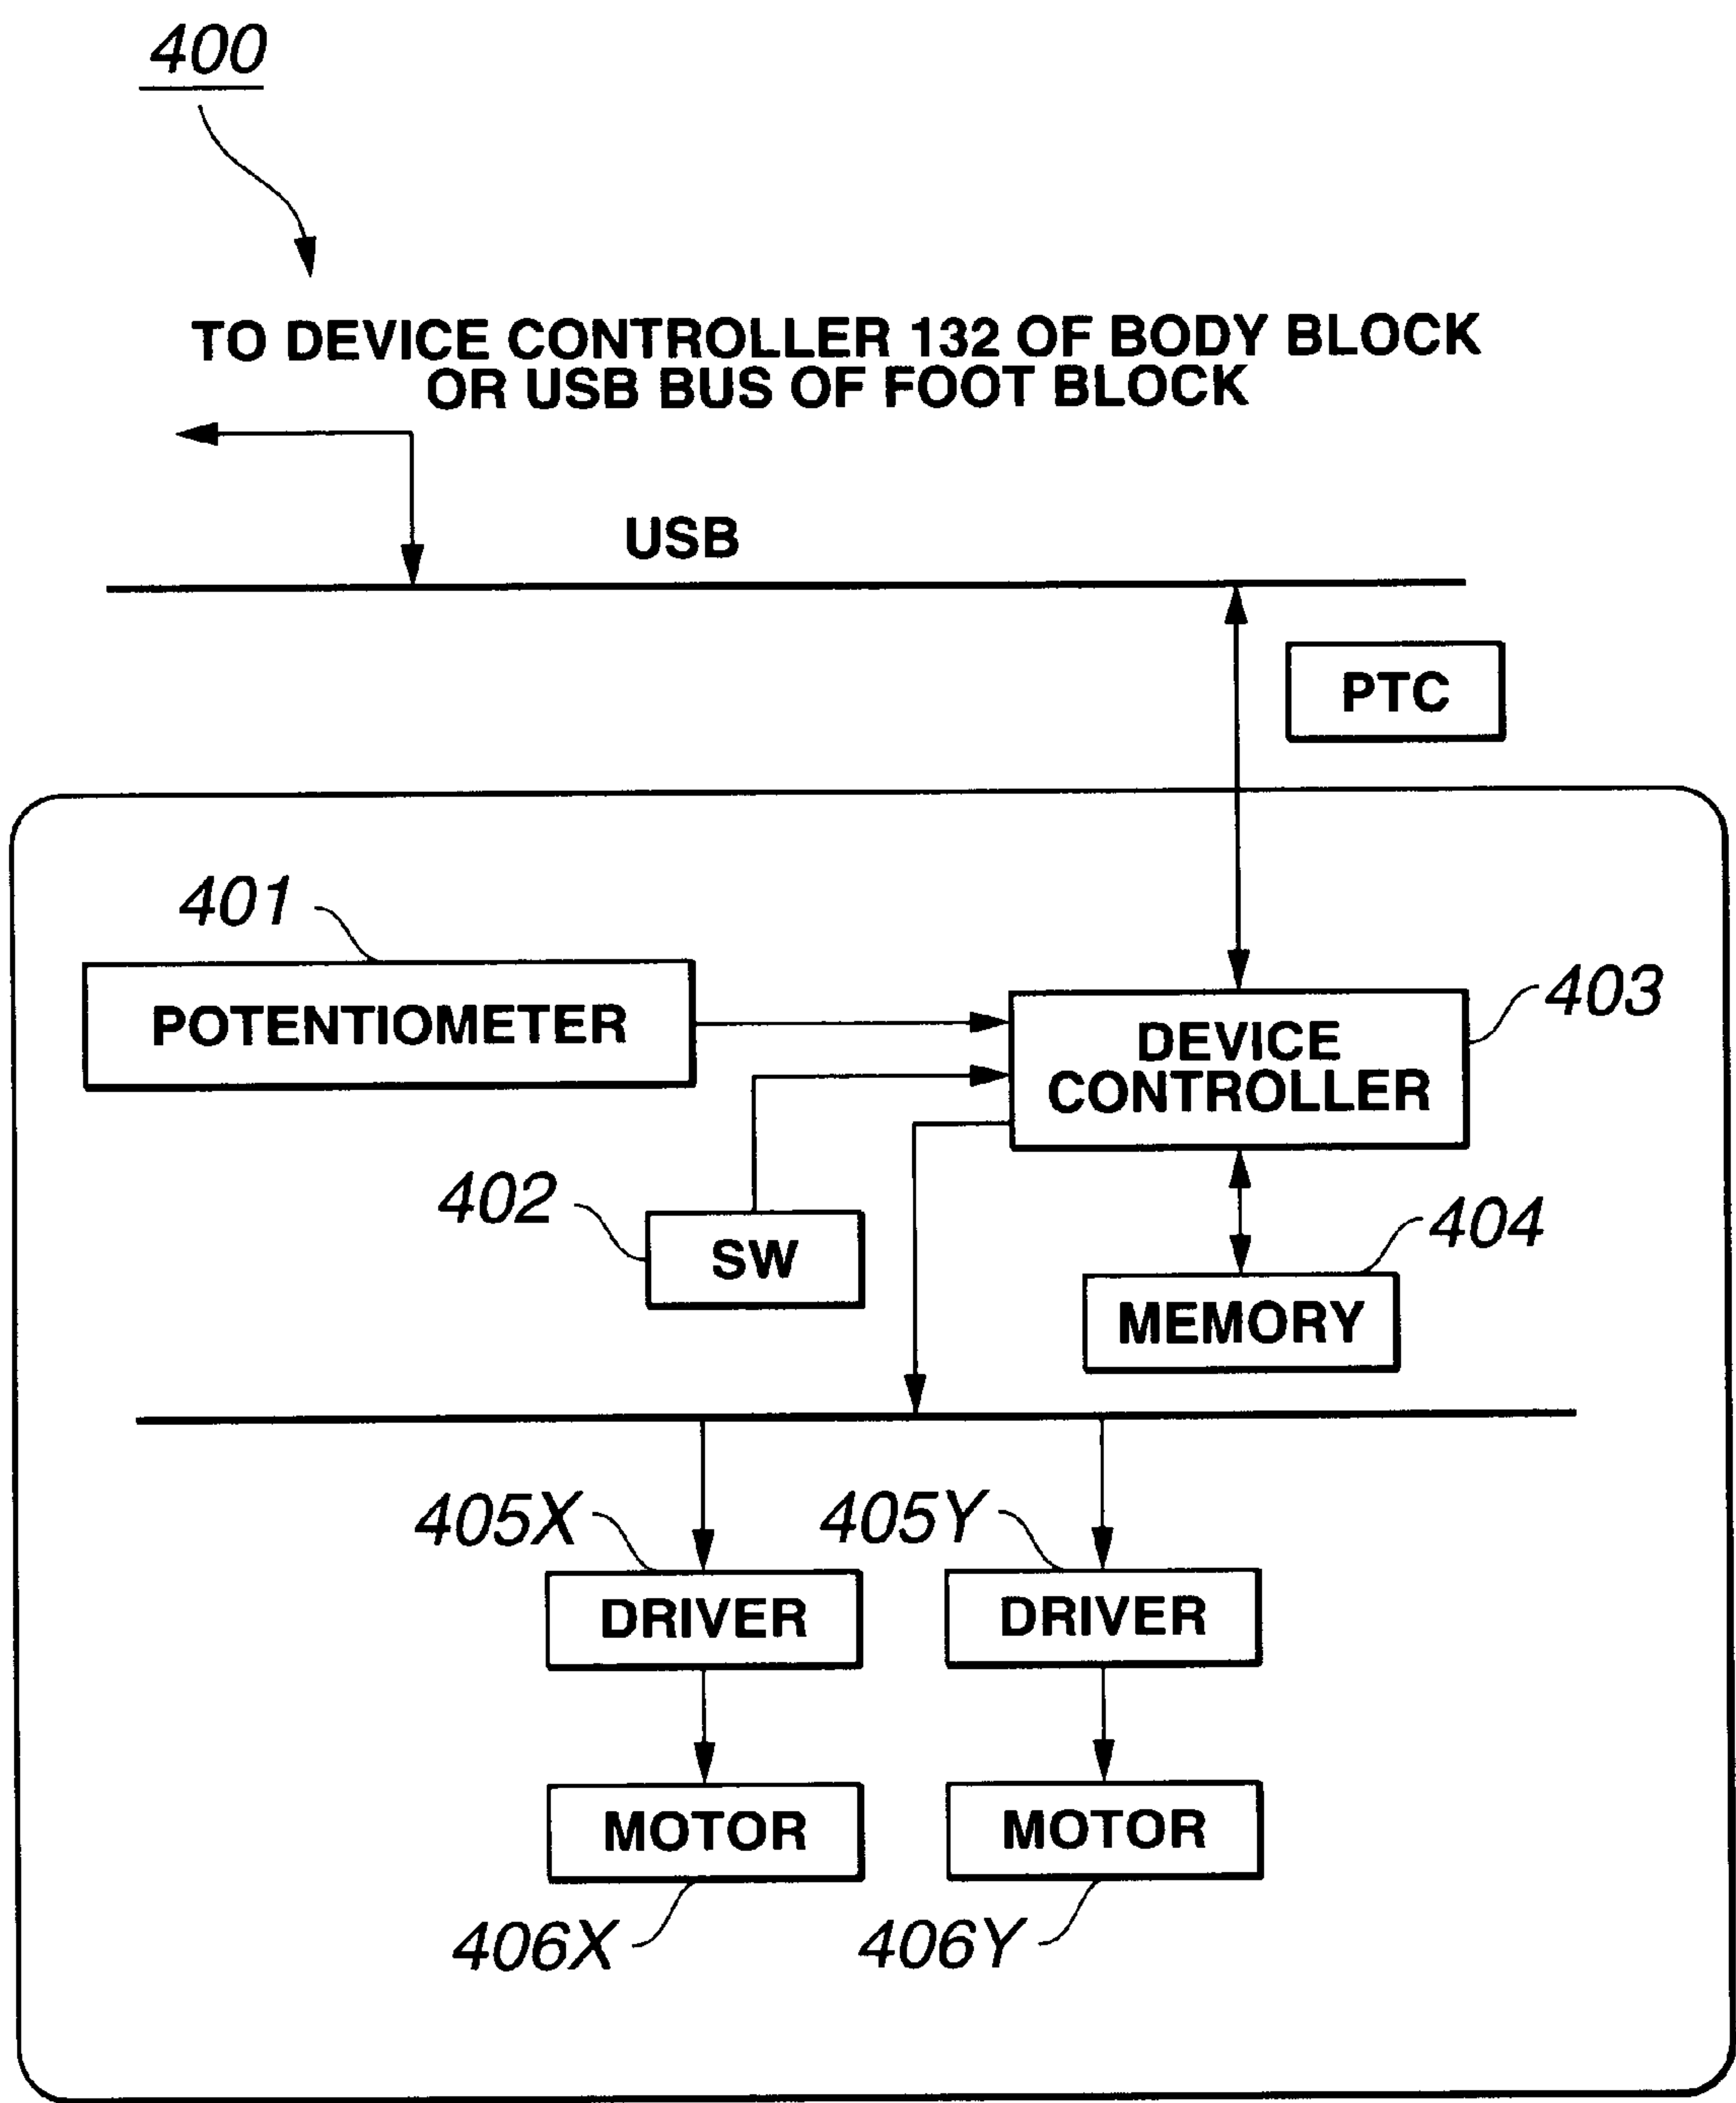 400
TO DEVICE CONTROLLER 132 OF BODY BLOCK
OR USB BUS OF FOOT BLOCK
USB
PTC
401
POTENTIOMETER
403
DEVICE
CONTROLLER
402
SW
404
MEMORY
405X
405Y
DRIVER
DRIVER
MOTOR
MOTOR
406X
406Y